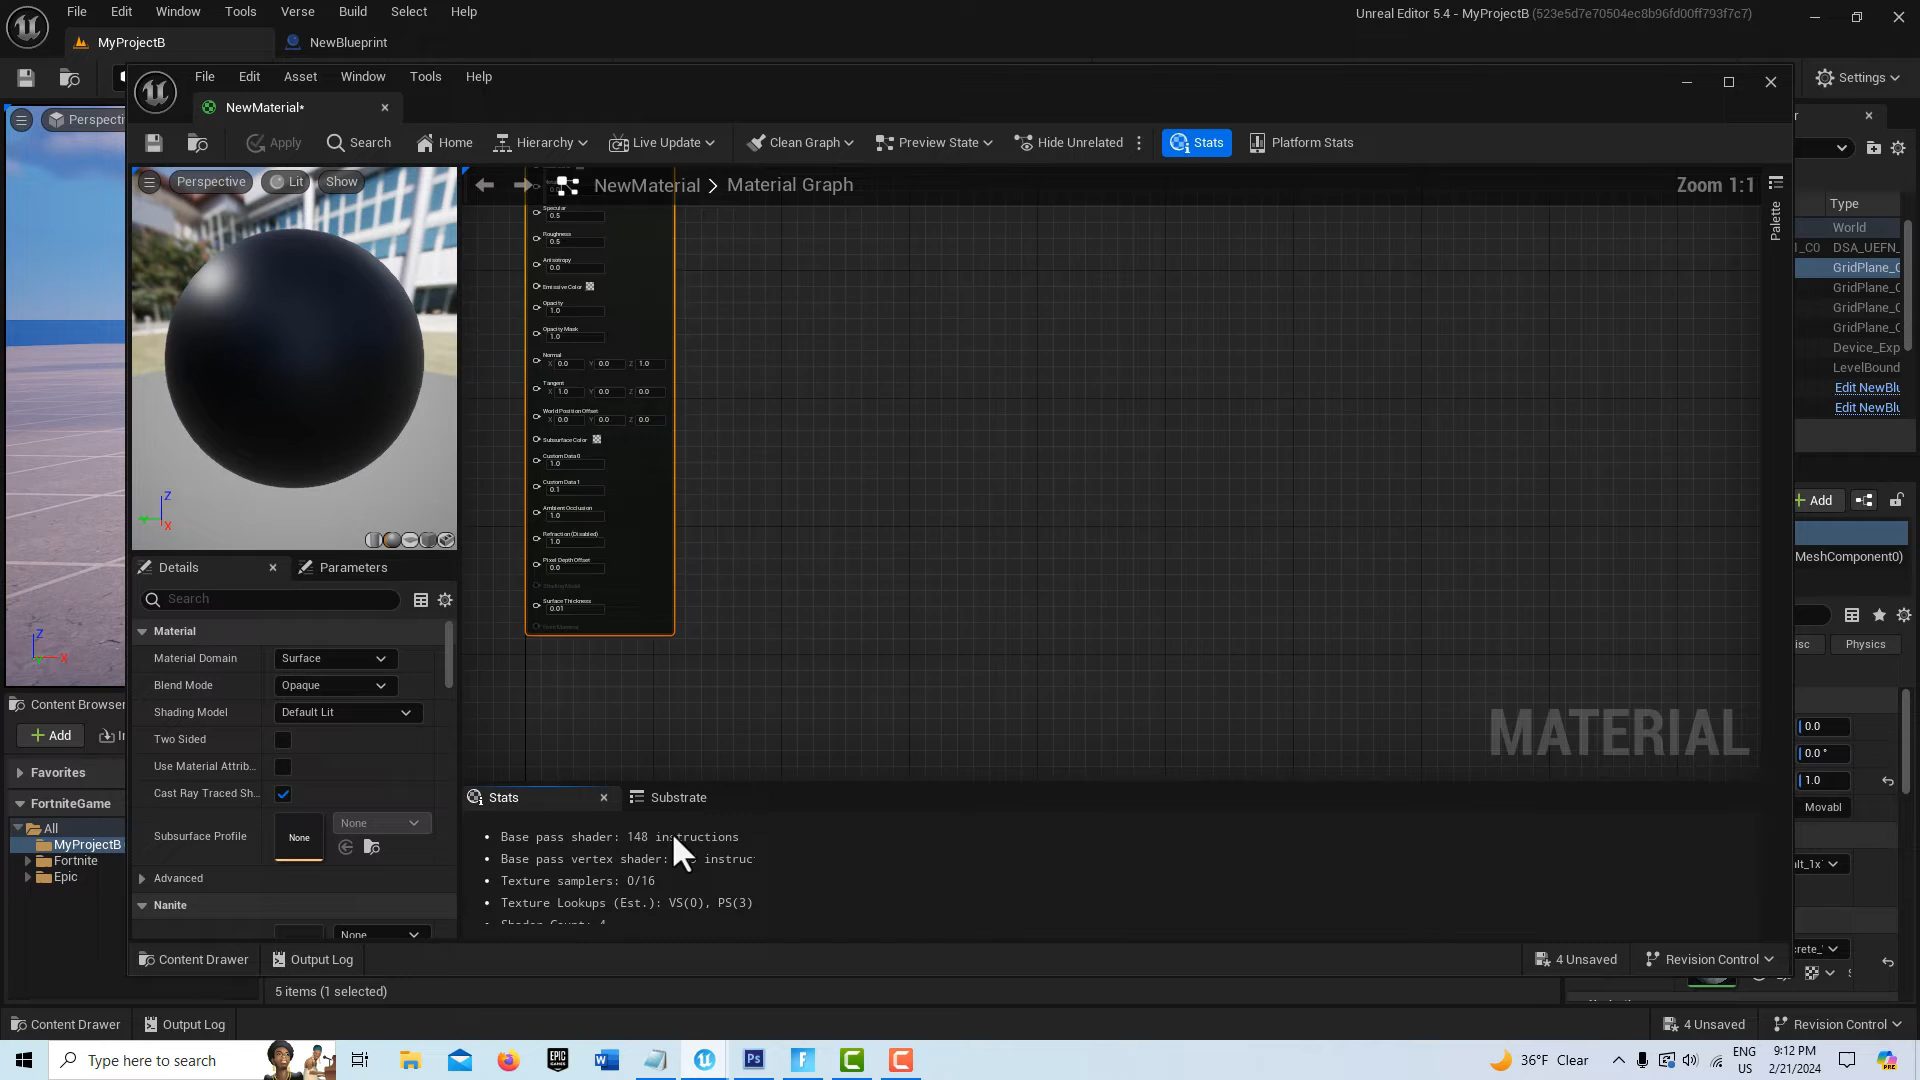 File Edit Window Tools Verse Build Select Help
Unreal Editor 5.4 - MyProjectB (523e5d7e70504ec8b96fd00ff793f7c7)
MyProjectB
NewBlueprint
File Edit Asset Window Tools Help
Settings
NewMaterial*
Apply Search Home Hierarchy Live Update Clean Graph Preview State Hide Unrelated Stats Platform Stats
Perspective Lit Show
NewMaterial > Material Graph
Zoom 1:1
Palette
Type
World
DSA_UEFN_
GridPlane_C
GridPlane_C
GridPlane_C
GridPlane_C
Device_Exp
LevelBound
Edit NewBlu
Edit NewBlu
Specular
0.5
Roughness
0.5
Anisotropy
0.0
Emissive Color
Opacity
1.0
Opacity Mask
1.0
Normal
X 0.0 Y 0.0 Z 1.0
Tangent
X 1.0 Y 0.0 Z 0.0
World Position Offset
X 0.0 Y 0.0 Z 0.0
Subsurface Color
Custom Data 0
1.0
Custom Data 1
0.1
Ambient Occlusion
1.0
Refraction (Disabled)
1.0
Pixel Depth Offset
0.0
Surface Thickness
0.01
MATERIAL
Add
MeshComponent0)
Physics
0.0
0.0 °
1.0
Movabl
Z
X
Z
X
Details
Parameters
Search
Material
Material Domain Surface
Blend Mode Opaque
Shading Model Default Lit
Two Sided
Use Material Attrib...
Cast Ray Traced Sh...
Subsurface Profile None None
Advanced
Nanite
None
Stats
Substrate
Base pass shader: 148 instructions
Base pass vertex shader: instruc
Texture samplers: 0/16
Texture Lookups (Est.): VS(0), PS(3)
Shader Count: 4
Content Browser
Add
Favorites
FortniteGame
All
MyProjectB
Fortnite
Epic
Content Drawer Output Log
4 Unsaved Revision Control
5 items (1 selected)
Content Drawer Output Log
4 Unsaved Revision Control
Type here to search
Ps
36°F Clear
ENG
US
9:12 PM
2/21/2024